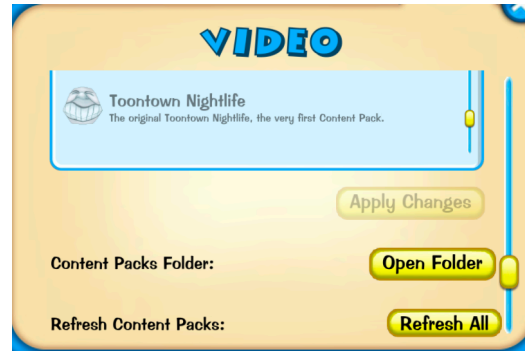 VIDEO
Toontown Nightlife
The original Toontown Nightlife, the very first Content Pack.
Apply Changes
Content Packs Folder:
Open Folder
Refresh Content Packs:
Refresh All